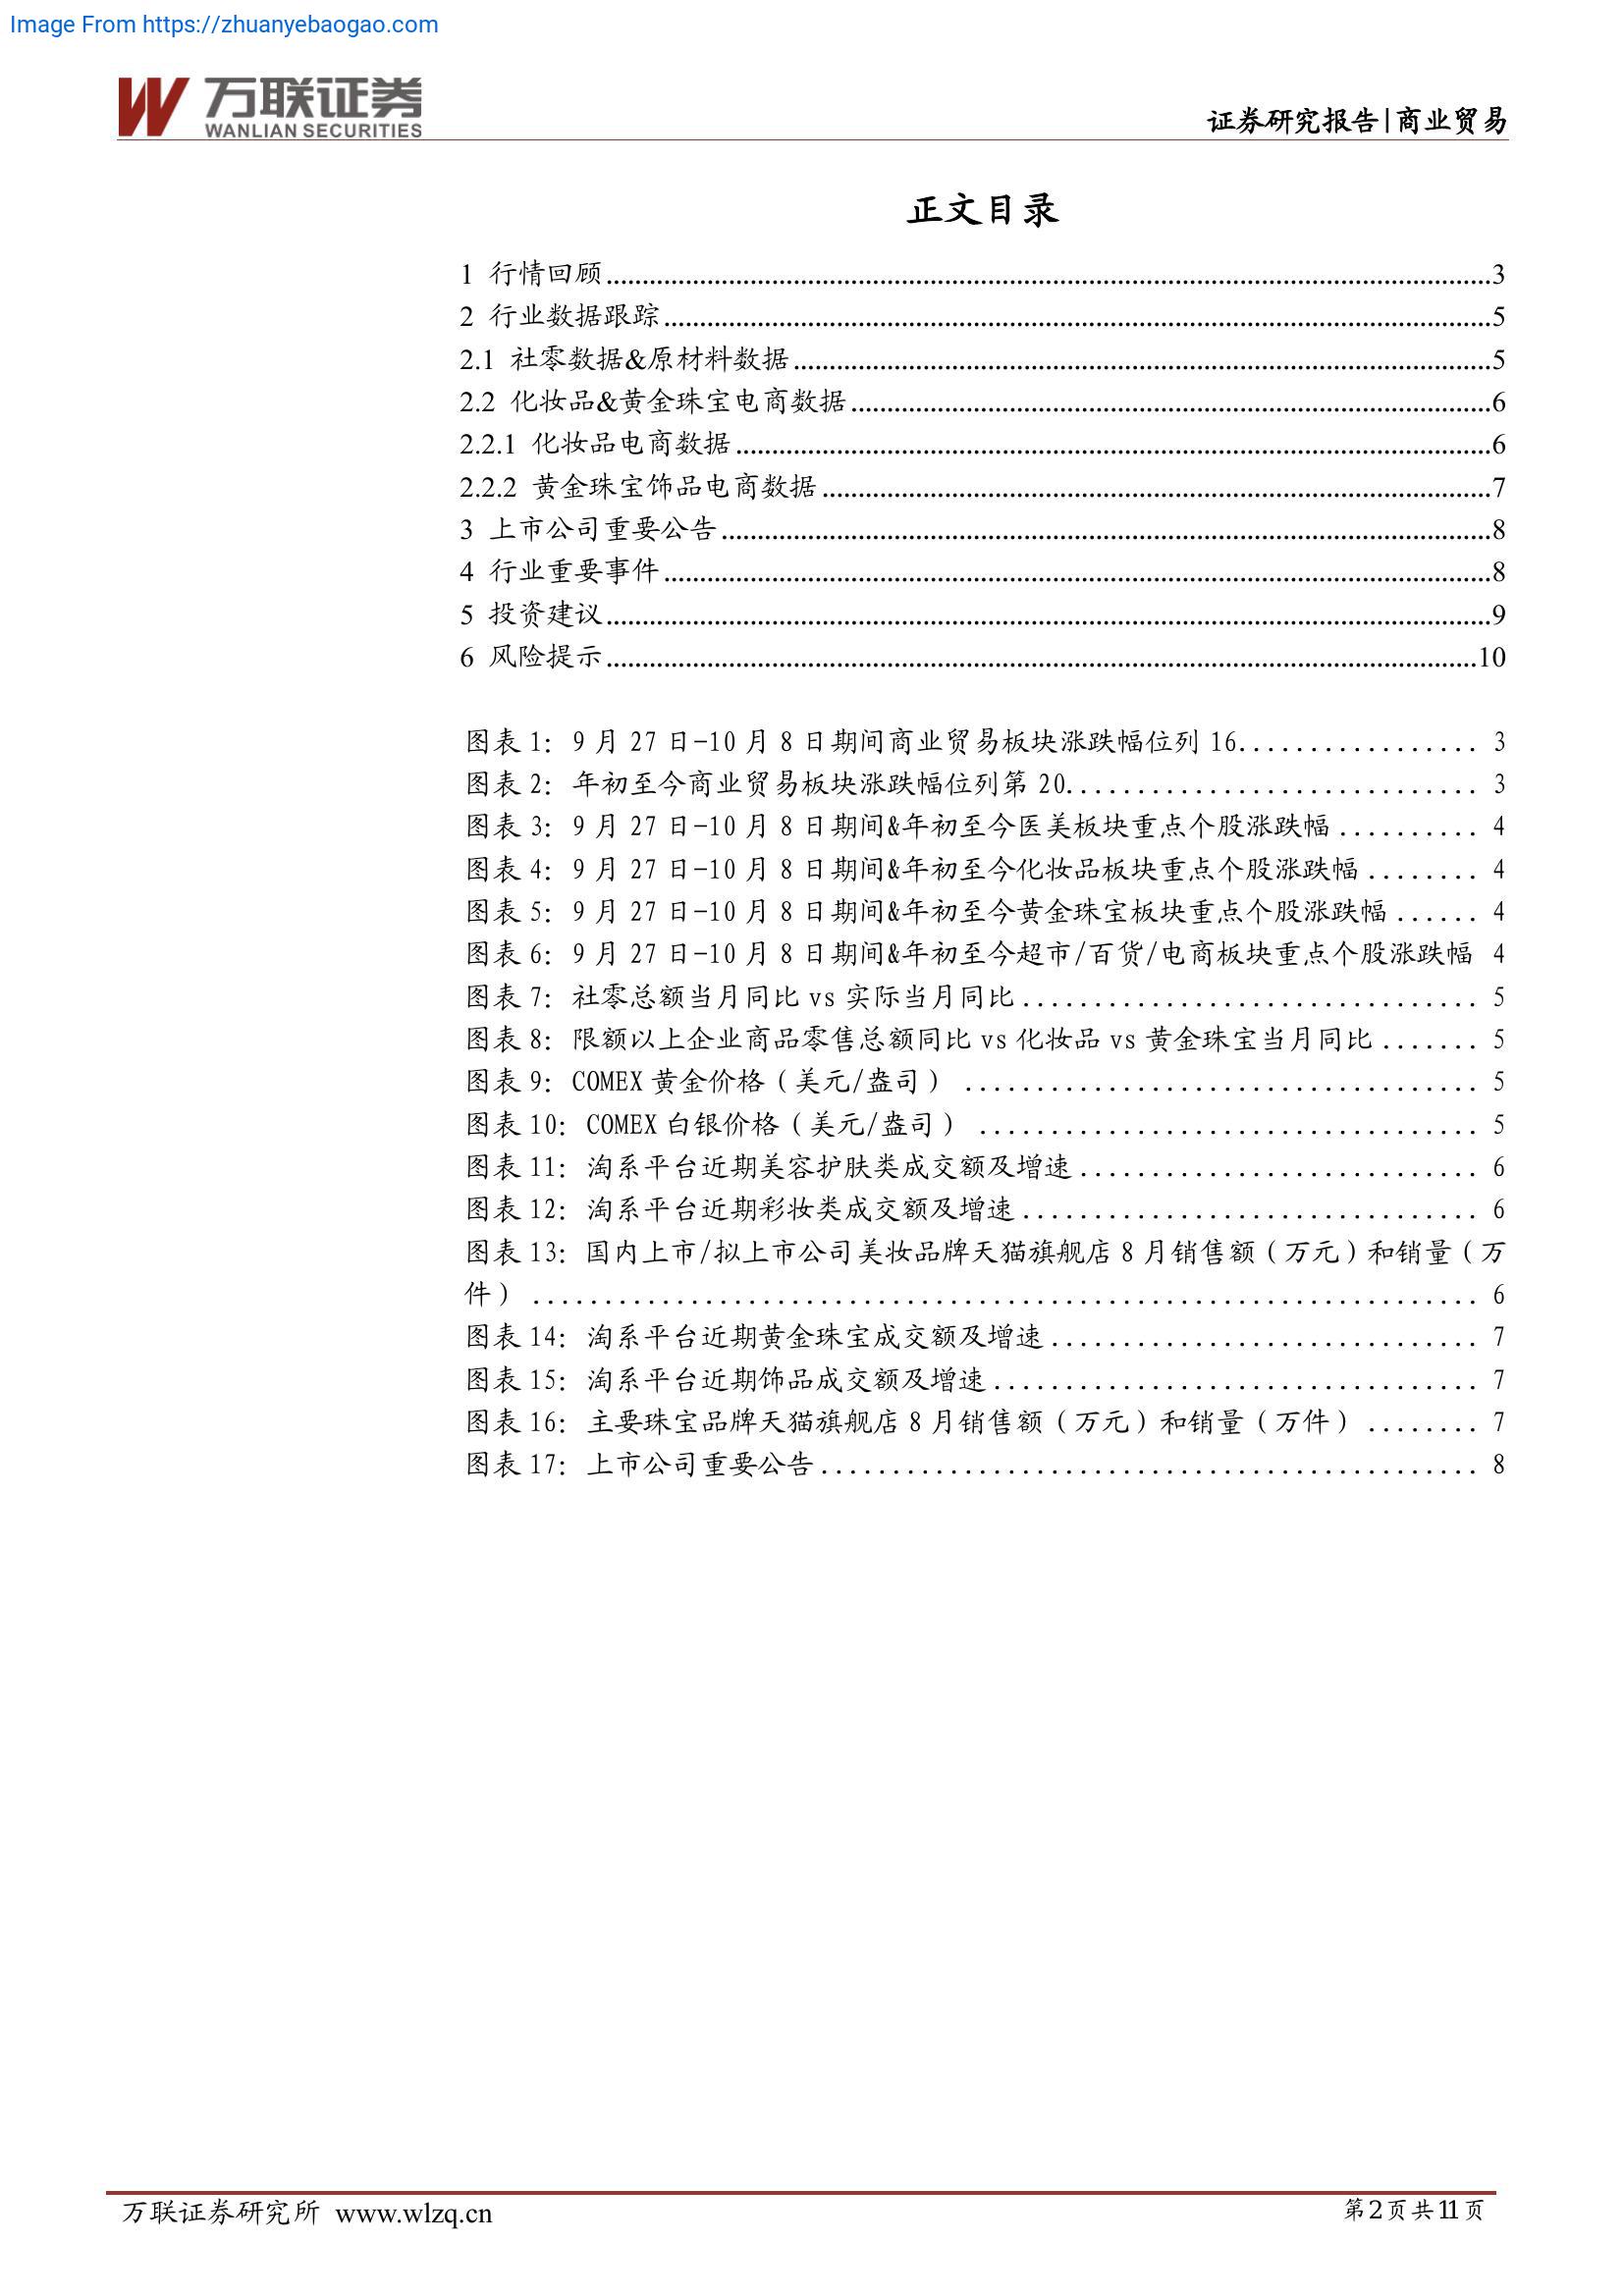 Image From https://zhuanyebaogao.com
万联证券
WANLIAN SECURITIES
证券研究报告|商业贸易
正文目录
1 行情回顾..........3
2 行业数据跟踪..........5
2.1 社零数据&原材料数据..........5
2.2 化妆品&黄金珠宝电商数据..........6
2.2.1 化妆品电商数据..........6
2.2.2 黄金珠宝饰品电商数据..........7
3 上市公司重要公告..........8
4 行业重要事件..........8
5 投资建议..........9
6 风险提示..........10
图表 1：9 月 27 日-10 月 8 日期间商业贸易板块涨跌幅位列 16.......... 3
图表 2：年初至今商业贸易板块涨跌幅位列第 20.......... 3
图表 3：9 月 27 日-10 月 8 日期间&年初至今医美板块重点个股涨跌幅.......... 4
图表 4：9 月 27 日-10 月 8 日期间&年初至今化妆品板块重点个股涨跌幅........ 4
图表 5：9 月 27 日-10 月 8 日期间&年初至今黄金珠宝板块重点个股涨跌幅...... 4
图表 6：9 月 27 日-10 月 8 日期间&年初至今超市/百货/电商板块重点个股涨跌幅 4
图表 7：社零总额当月同比 vs 实际当月同比.......... 5
图表 8：限额以上企业商品零售总额同比 vs 化妆品 vs 黄金珠宝当月同比....... 5
图表 9：COMEX 黄金价格（美元/盎司）.......... 5
图表 10：COMEX 白银价格（美元/盎司）.......... 5
图表 11：淘系平台近期美容护肤类成交额及增速.......... 6
图表 12：淘系平台近期彩妆类成交额及增速.......... 6
图表 13：国内上市/拟上市公司美妆品牌天猫旗舰店 8 月销售额（万元）和销量（万
件）.......... 6
图表 14：淘系平台近期黄金珠宝成交额及增速.......... 7
图表 15：淘系平台近期饰品成交额及增速.......... 7
图表 16：主要珠宝品牌天猫旗舰店 8 月销售额（万元）和销量（万件）........ 7
图表 17：上市公司重要公告.......... 8
万联证券研究所 www.wlzq.cn
第2页共11页